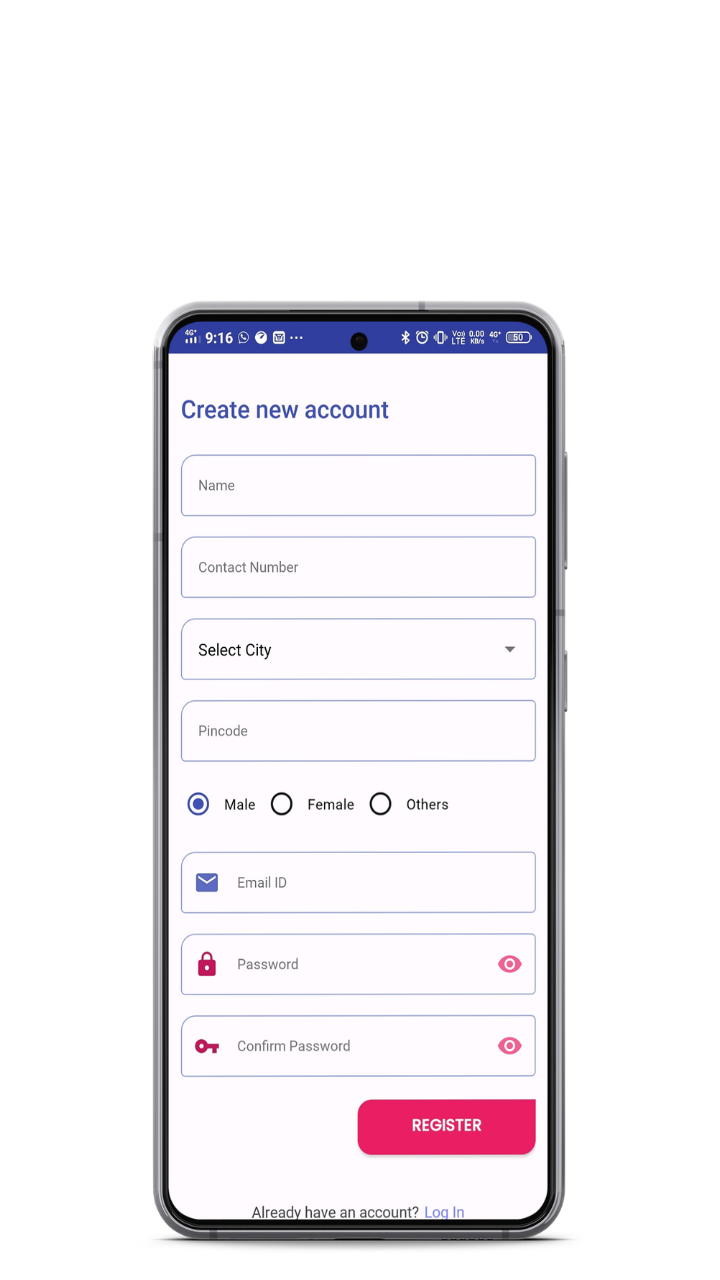 4G+ 9:16 ... Vo)) LTE 0.00 KB/s 4G+ 50
Create new account
Name
Contact Number
Select City
Pincode
Male Female Others
Email ID
Password
Confirm Password
REGISTER
Already have an account? Log In